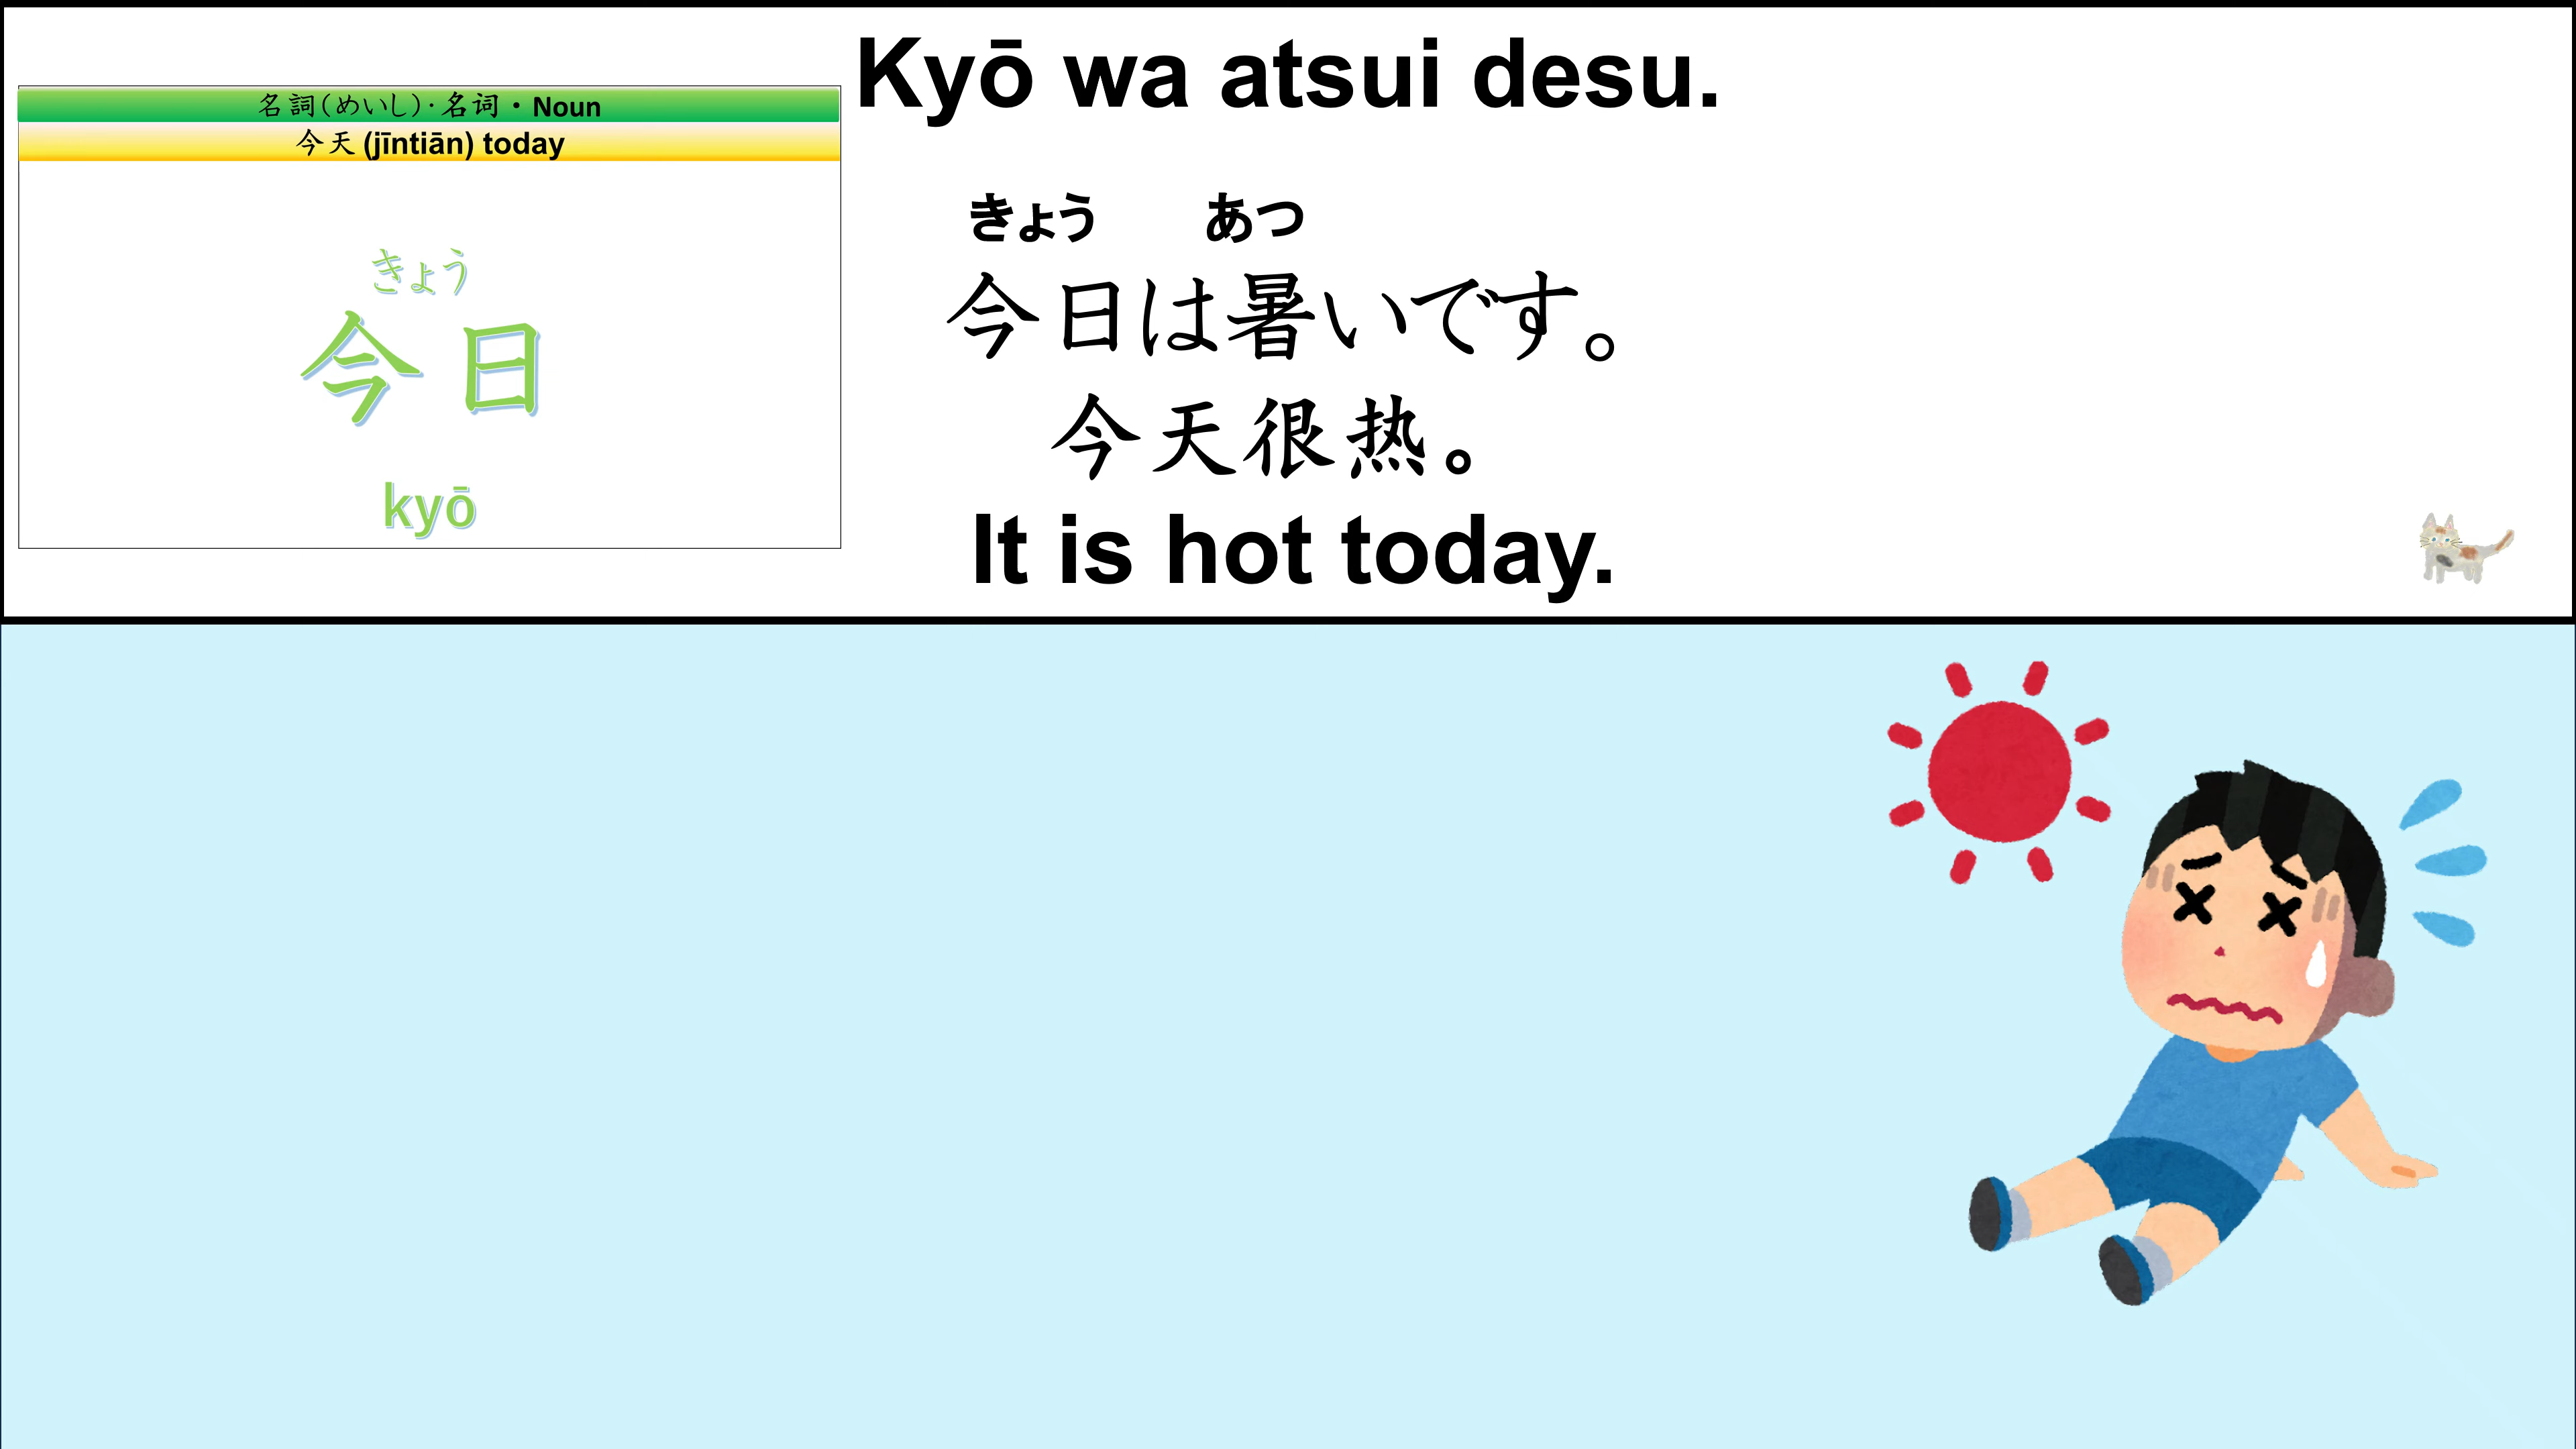 名詞(めいし)·名词・Noun
今天 (jīntiān) today
きょう
今日
kyō
Kyō wa atsui desu.
きょう あつ
今日は暑いです。
今天很热。
It is hot today.